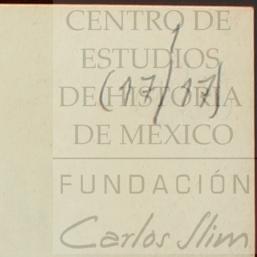 CENTRO DE
ESTUDIOS
DE HISTORIA
DE MÉXICO
(17/17)
FUNDACIÓN
Carlos Slim